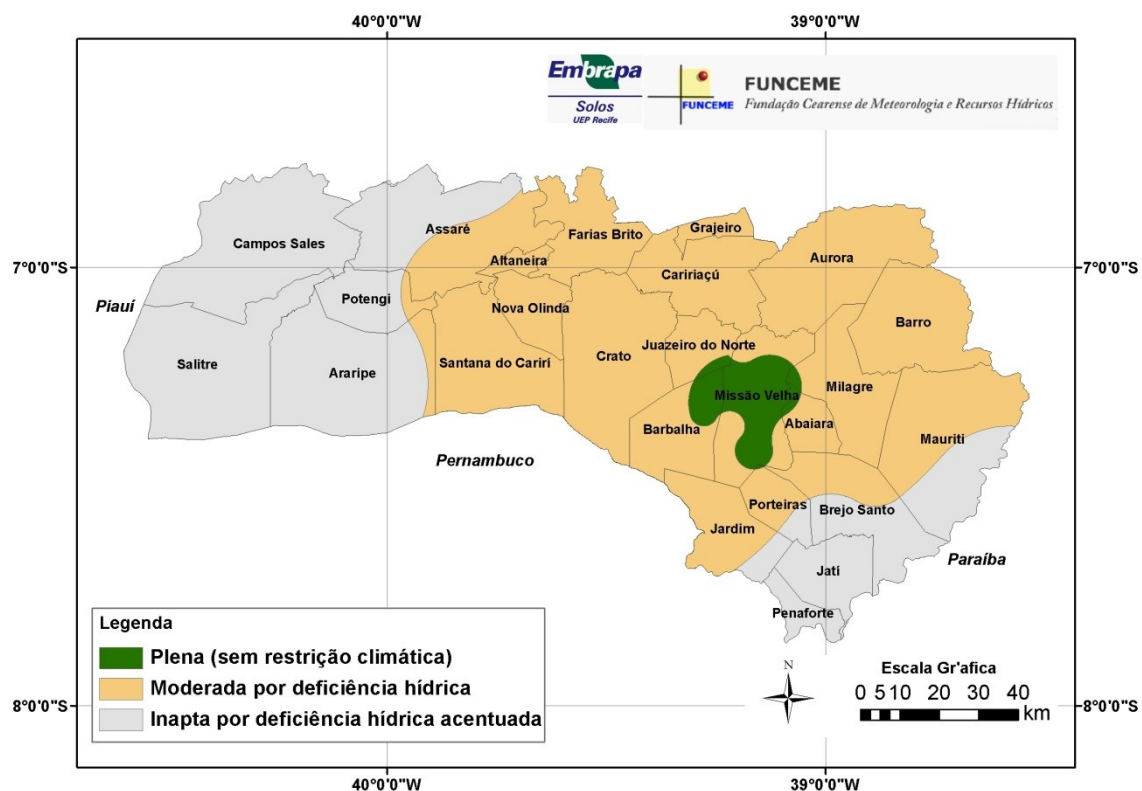 40°0'0"W
39°0'0"W
Embrapa
Solos
UEP Recife
FUNCEME
FUNCEME
Fundação Cearense de Meteorologia e Recursos Hídricos
Campos Sales
Assaré
Farias Brito
Grajeiro
Altaneira
Caririaçú
Aurora
7°0'0"S
7°0'0"S
Piauí
Potengi
Nova Olinda
Barro
Salitre
Araripe
Santana do Carirí
Crato
Juazeiro do Norte
Milagre
Missão Velha
Barbalha
Abaiara
Mauriti
Pernambuco
Porteiras
Brejo Santo
Jardim
Paraíba
Jatí
Penaforte
Legenda
Plena (sem restrição climática)
Moderada por deficiência hídrica
Inapta por deficiência hídrica acentuada
N
Escala Gr'afica
0 5 10 20 30 40
km
8°0'0"S
8°0'0"S
40°0'0"W
39°0'0"W